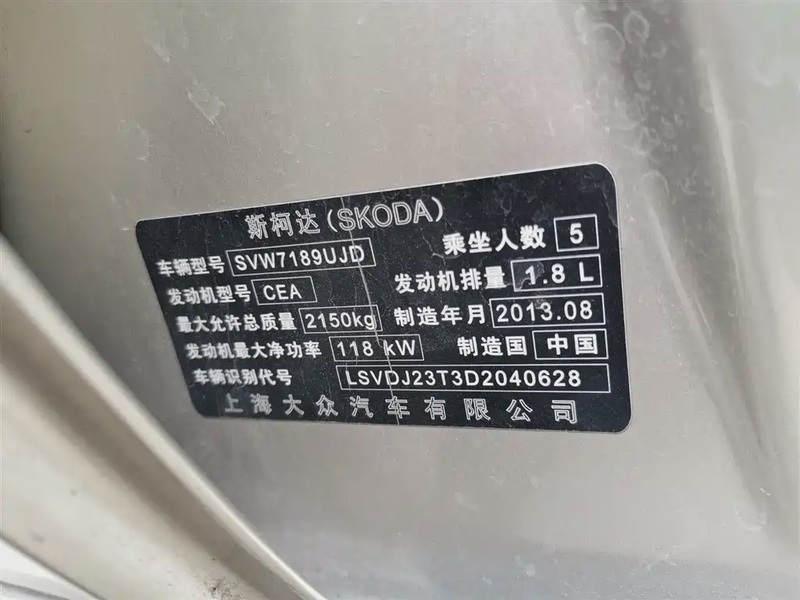 斯柯达(SKODA)
车辆型号 SVW7189UJD 乘坐人数 5
发动机型号 CEA 发动机排量 1.8 L
最大允许总质量 2150kg 制造年月 2013.08
发动机最大净功率 118 kW 制造国 中国
车辆识别代号 LSVDJ23T3D2040628
上海大众汽车有限公司